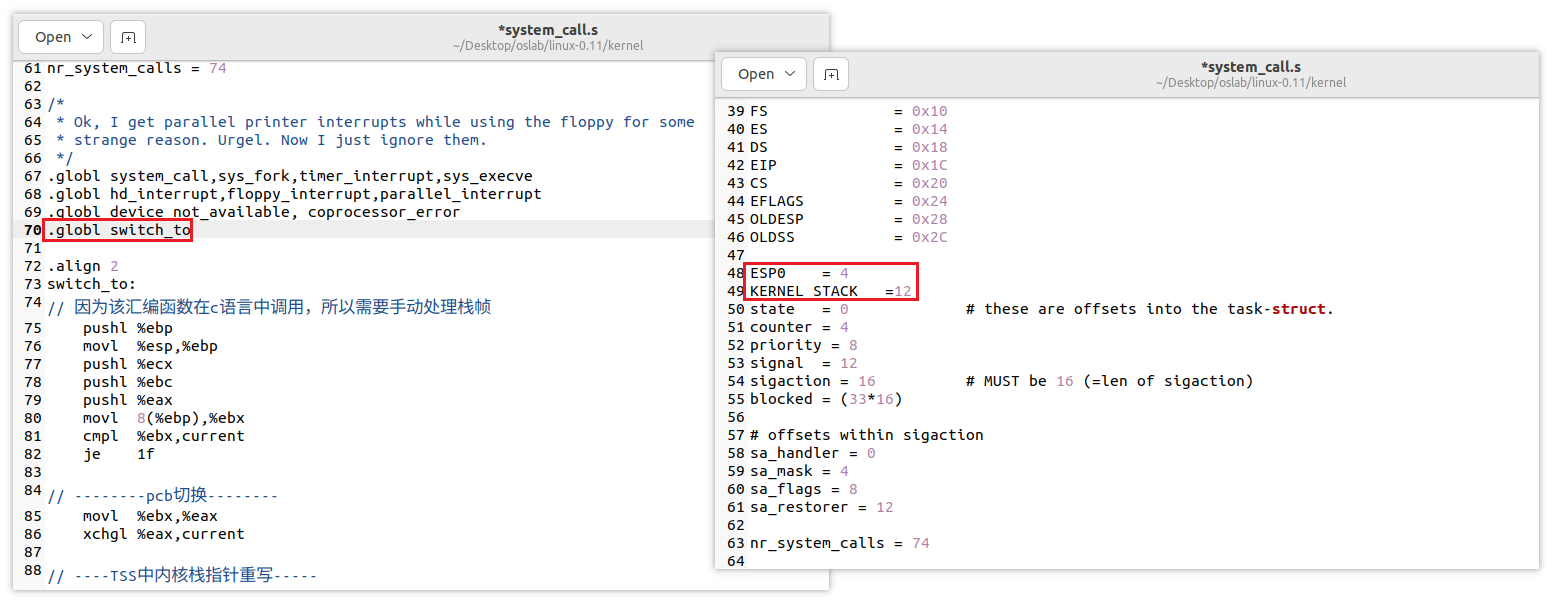 Open
*system_call.s
~/Desktop/oslab/linux-0.11/kernel
61 nr_system_calls = 74
62
63 /*
64  * Ok, I get parallel printer interrupts while using the floppy for some
65  * strange reason. Urgel. Now I just ignore them.
66  */
67 .globl system_call,sys_fork,timer_interrupt,sys_execve
68 .globl hd_interrupt,floppy_interrupt,parallel_interrupt
69 .globl device_not_available, coprocessor_error
70 .globl switch_to
71
72 .align 2
73 switch_to:
74 // 因为该汇编函数在c语言中调用，所以需要手动处理栈帧
75     pushl %ebp
76     movl  %esp,%ebp
77     pushl %ecx
78     pushl %ebc
79     pushl %eax
80     movl  8(%ebp),%ebx
81     cmpl  %ebx,current
82     je    1f
83
84 // --------pcb切换--------
85     movl  %ebx,%eax
86     xchgl %eax,current
87
88 // ----TSS中内核栈指针重写-----
Open
*system_call.s
~/Desktop/oslab/linux-0.11/kernel
39 FS              = 0x10
40 ES              = 0x14
41 DS              = 0x18
42 EIP             = 0x1C
43 CS              = 0x20
44 EFLAGS          = 0x24
45 OLDESP          = 0x28
46 OLDSS           = 0x2C
47
48 ESP0    = 4
49 KERNEL_STACK   =12
50 state   = 0             # these are offsets into the task-struct.
51 counter = 4
52 priority = 8
53 signal  = 12
54 sigaction = 16          # MUST be 16 (=len of sigaction)
55 blocked = (33*16)
56
57 # offsets within sigaction
58 sa_handler = 0
59 sa_mask = 4
60 sa_flags = 8
61 sa_restorer = 12
62
63 nr_system_calls = 74
64